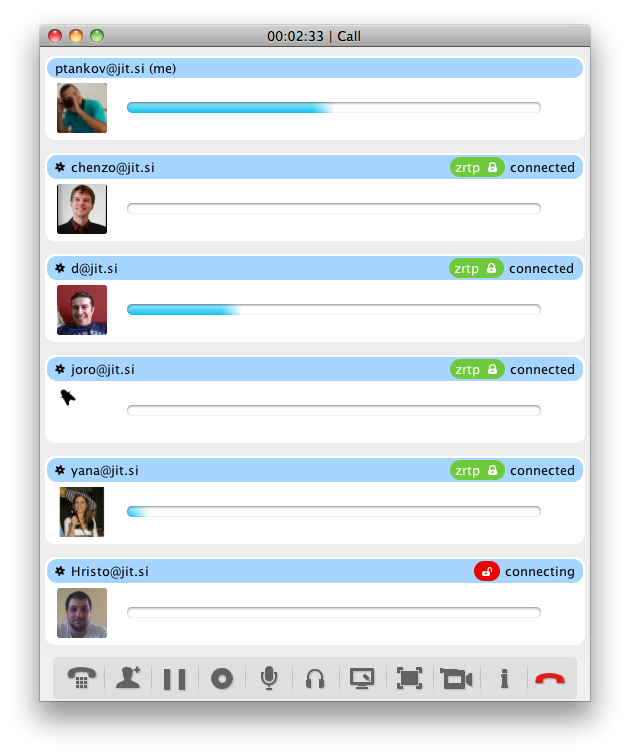 00:02:33 | Call
ptankov@jit.si (me)
chenzo@jit.si zrtp connected
d@jit.si zrtp connected
joro@jit.si zrtp connected
yana@jit.si zrtp connected
Hristo@jit.si connecting